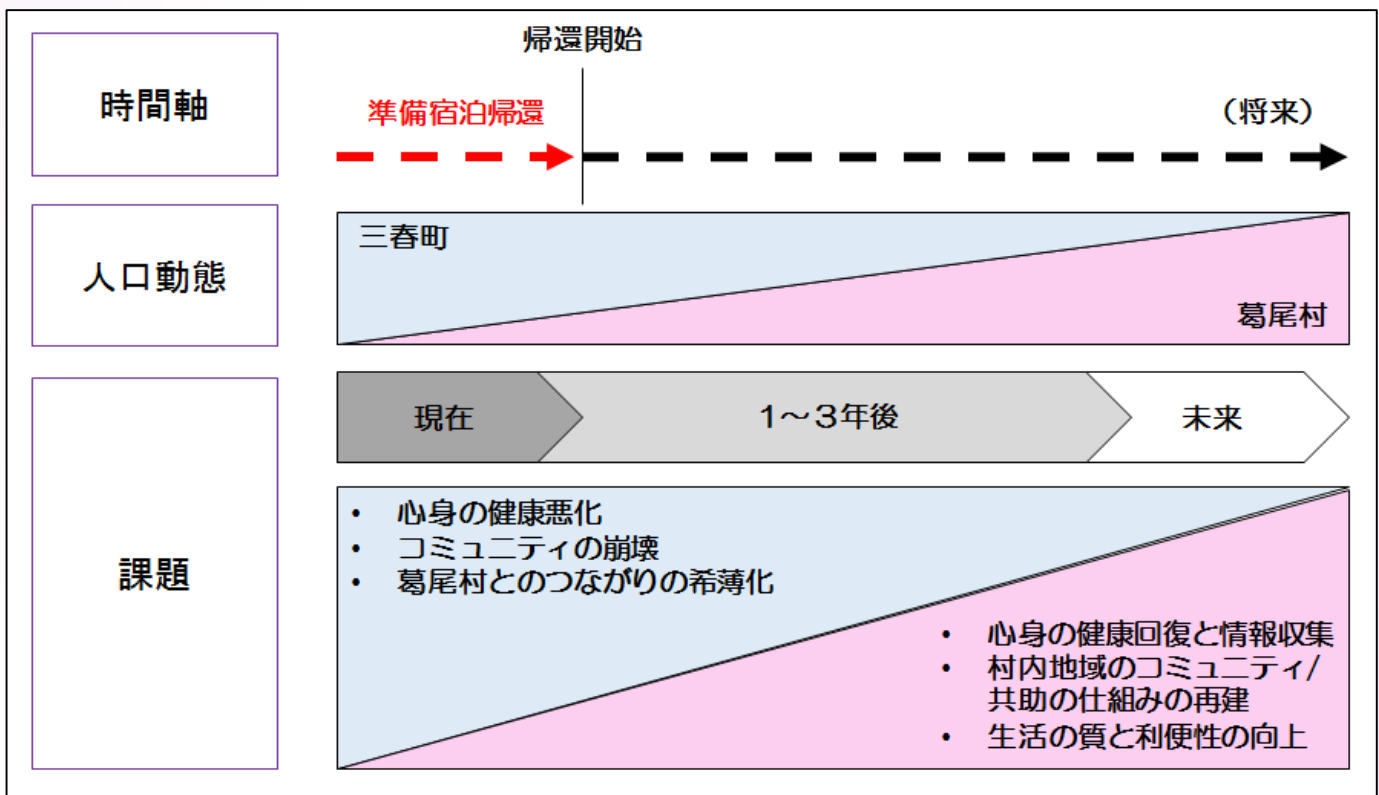 時間軸
帰還開始
準備宿泊帰還
（将来）
人口動態
三春町
葛尾村
課題
現在
１～３年後
未来
• 心身の健康悪化
• コミュニティの崩壊
• 葛尾村とのつながりの希薄化
• 心身の健康回復と情報収集
• 村内地域のコミュニティ/
共助の仕組みの再建
• 生活の質と利便性の向上